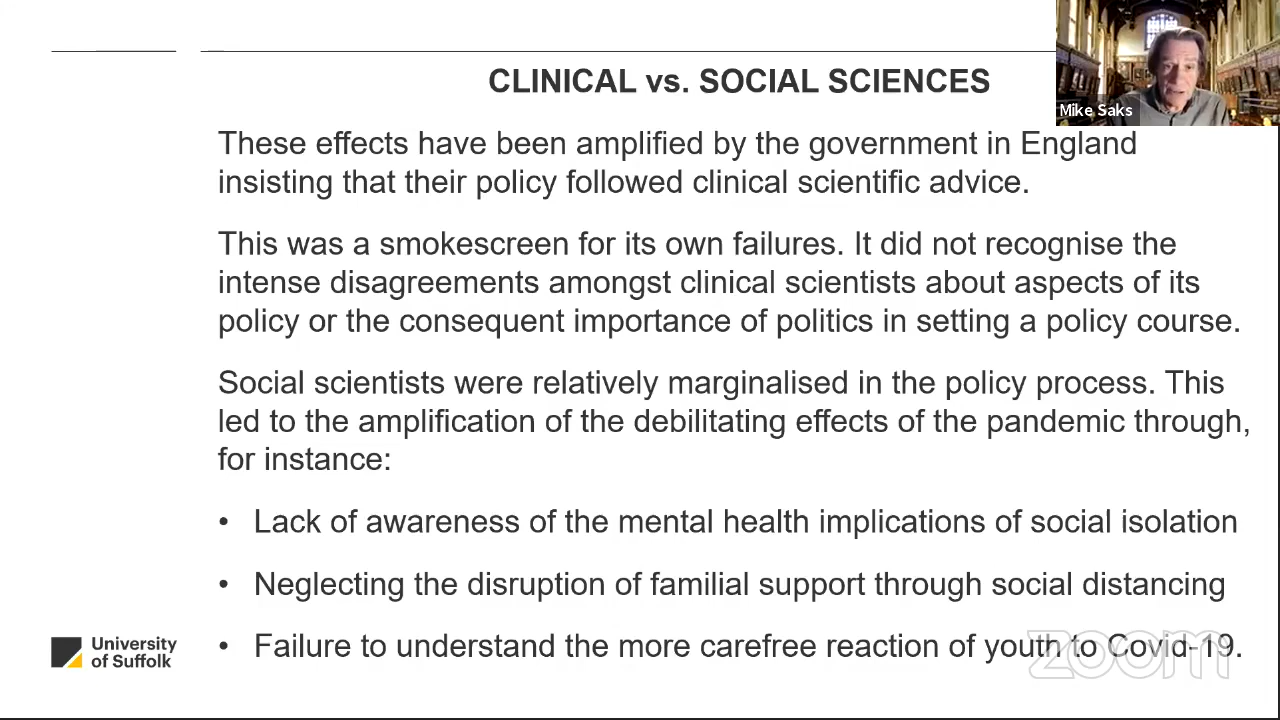 CLINICAL vs. SOCIAL SCIENCES
Mike Saks
These effects have been amplified by the government in England
insisting that their policy followed clinical scientific advice.
This was a smokescreen for its own failures. It did not recognise the
intense disagreements amongst clinical scientists about aspects of its
policy or the consequent importance of politics in setting a policy course.
Social scientists were relatively marginalised in the policy process. This
led to the amplification of the debilitating effects of the pandemic through,
for instance:
• Lack of awareness of the mental health implications of social isolation
• Neglecting the disruption of familial support through social distancing
• Failure to understand the more carefree reaction of youth to Covid-19.
University
of Suffolk
zoom